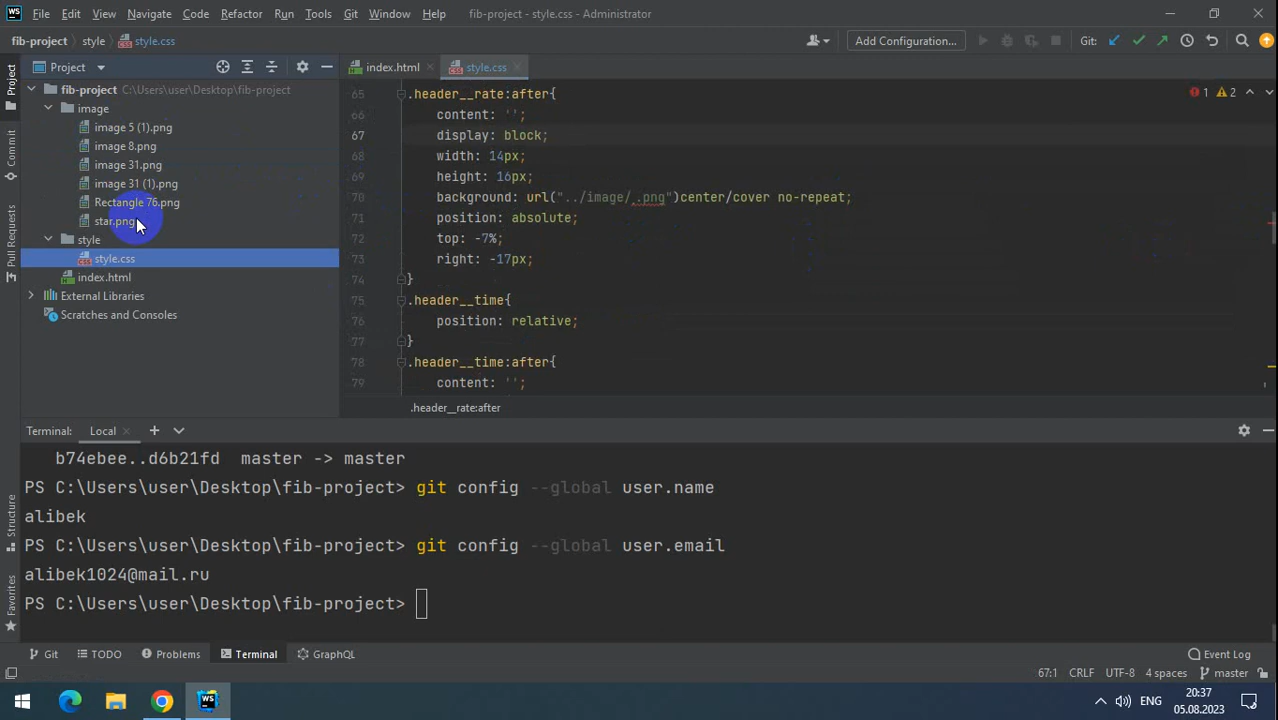 File Edit View Navigate Code Refactor Run Tools Git Window Help fib-project - style.css - Administrator
fib-project style style.css Add Configuration... Git:
Project index.html style.css
fib-project C:\Users\user\Desktop\fib-project
image
image 5 (1).png
image 8.png
image 31.png
image 31 (1).png
Rectangle 76.png
star.png
style
style.css
index.html
External Libraries
Scratches and Consoles
Project
Commit
Pull Requests
Structure
Favorites
1 2
65 .header__rate:after{
66 content: '';
67 display: block;
68 width: 14px;
69 height: 16px;
70 background: url("../image/_.png")center/cover no-repeat;
71 position: absolute;
72 top: -7%;
73 right: -17px;
74 }
75 .header__time{
76 position: relative;
77 }
78 .header__time:after{
79 content: '';
.header__rate:after
Terminal: Local
b74ebee..d6b21fd master -> master
PS C:\Users\user\Desktop\fib-project> git config --global user.name
alibek
PS C:\Users\user\Desktop\fib-project> git config --global user.email
alibek1024@mail.ru
PS C:\Users\user\Desktop\fib-project>
Git TODO Problems Terminal GraphQL Event Log
67:1 CRLF UTF-8 4 spaces master
WS ENG 20:37
05.08.2023